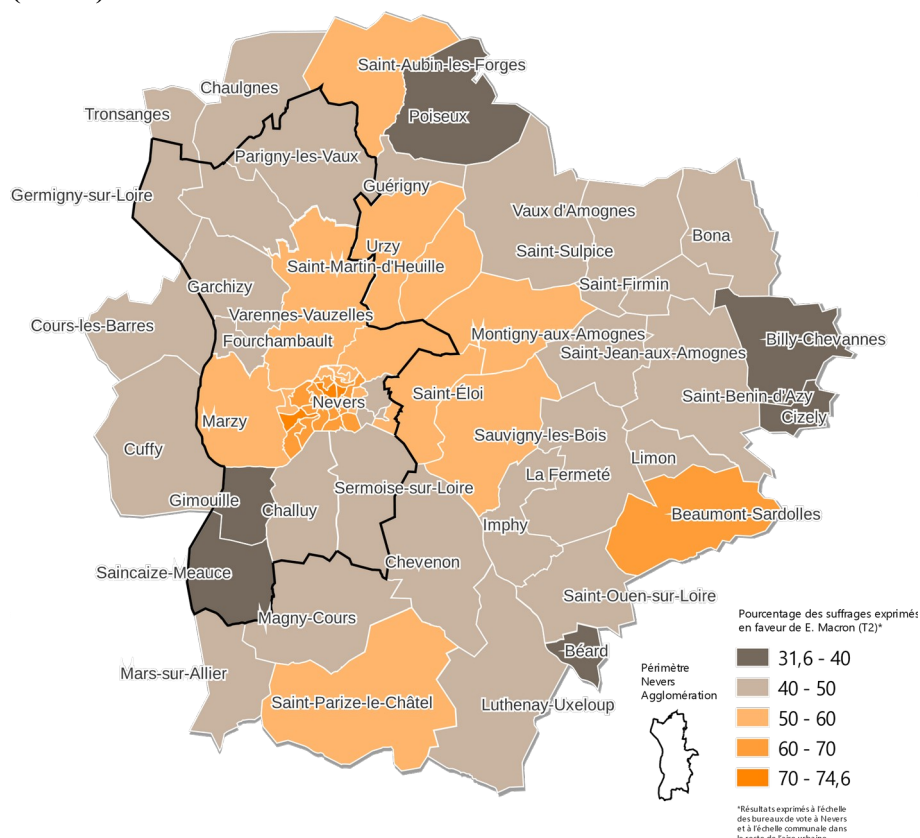 Saint-Aubin-les-Forges
Chaulgnes
Tronsanges
Poiseux
Parigny-les-Vaux
Germigny-sur-Loire
Guérigny
Vaux d'Amognes
Urzy
Bona
Saint-Sulpice
Saint-Martin-d'Heuille
Garchizy
Saint-Firmin
Varennes-Vauzelles
Cours-les-Barres
Montigny-aux-Amognes
Fourchambault
Billy-Chevannes
Saint-Jean-aux-Amognes
Saint-Éloi
Saint-Benin-d'Azy
Nevers
Cizely
Marzy
Sauvigny-les-Bois
Cuffy
Limon
La Fermeté
Sermoise-sur-Loire
Gimouille
Challuy
Beaumont-Sardolles
Imphy
Chevenon
Saincaize-Meauce
Saint-Ouen-sur-Loire
Magny-Cours
Béard
Mars-sur-Allier
Saint-Parize-le-Châtel
Luthenay-Uxeloup
Périmètre
Nevers
Agglomération
Pourcentage des suffrages exprimés
en faveur de E. Macron (T2)*
31,6 - 40
40 - 50
50 - 60
60 - 70
70 - 74,6
*Résultats exprimés à l'échelle
des bureaux de vote à Nevers
et à l'échelle communale dans